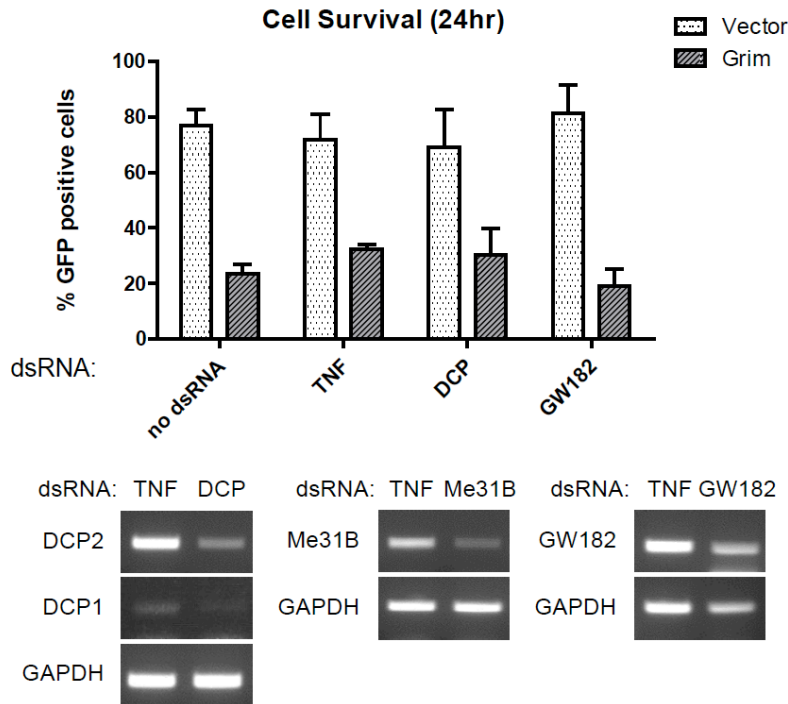 Cell Survival (24hr)
Vector
Grim
% GFP positive cells
100
80
60
40
20
0
dsRNA:
no dsRNA
TNF
DCP
GW182
dsRNA: TNF DCP
DCP2
DCP1
GAPDH
dsRNA: TNF Me31B
Me31B
GAPDH
dsRNA: TNF GW182
GW182
GAPDH